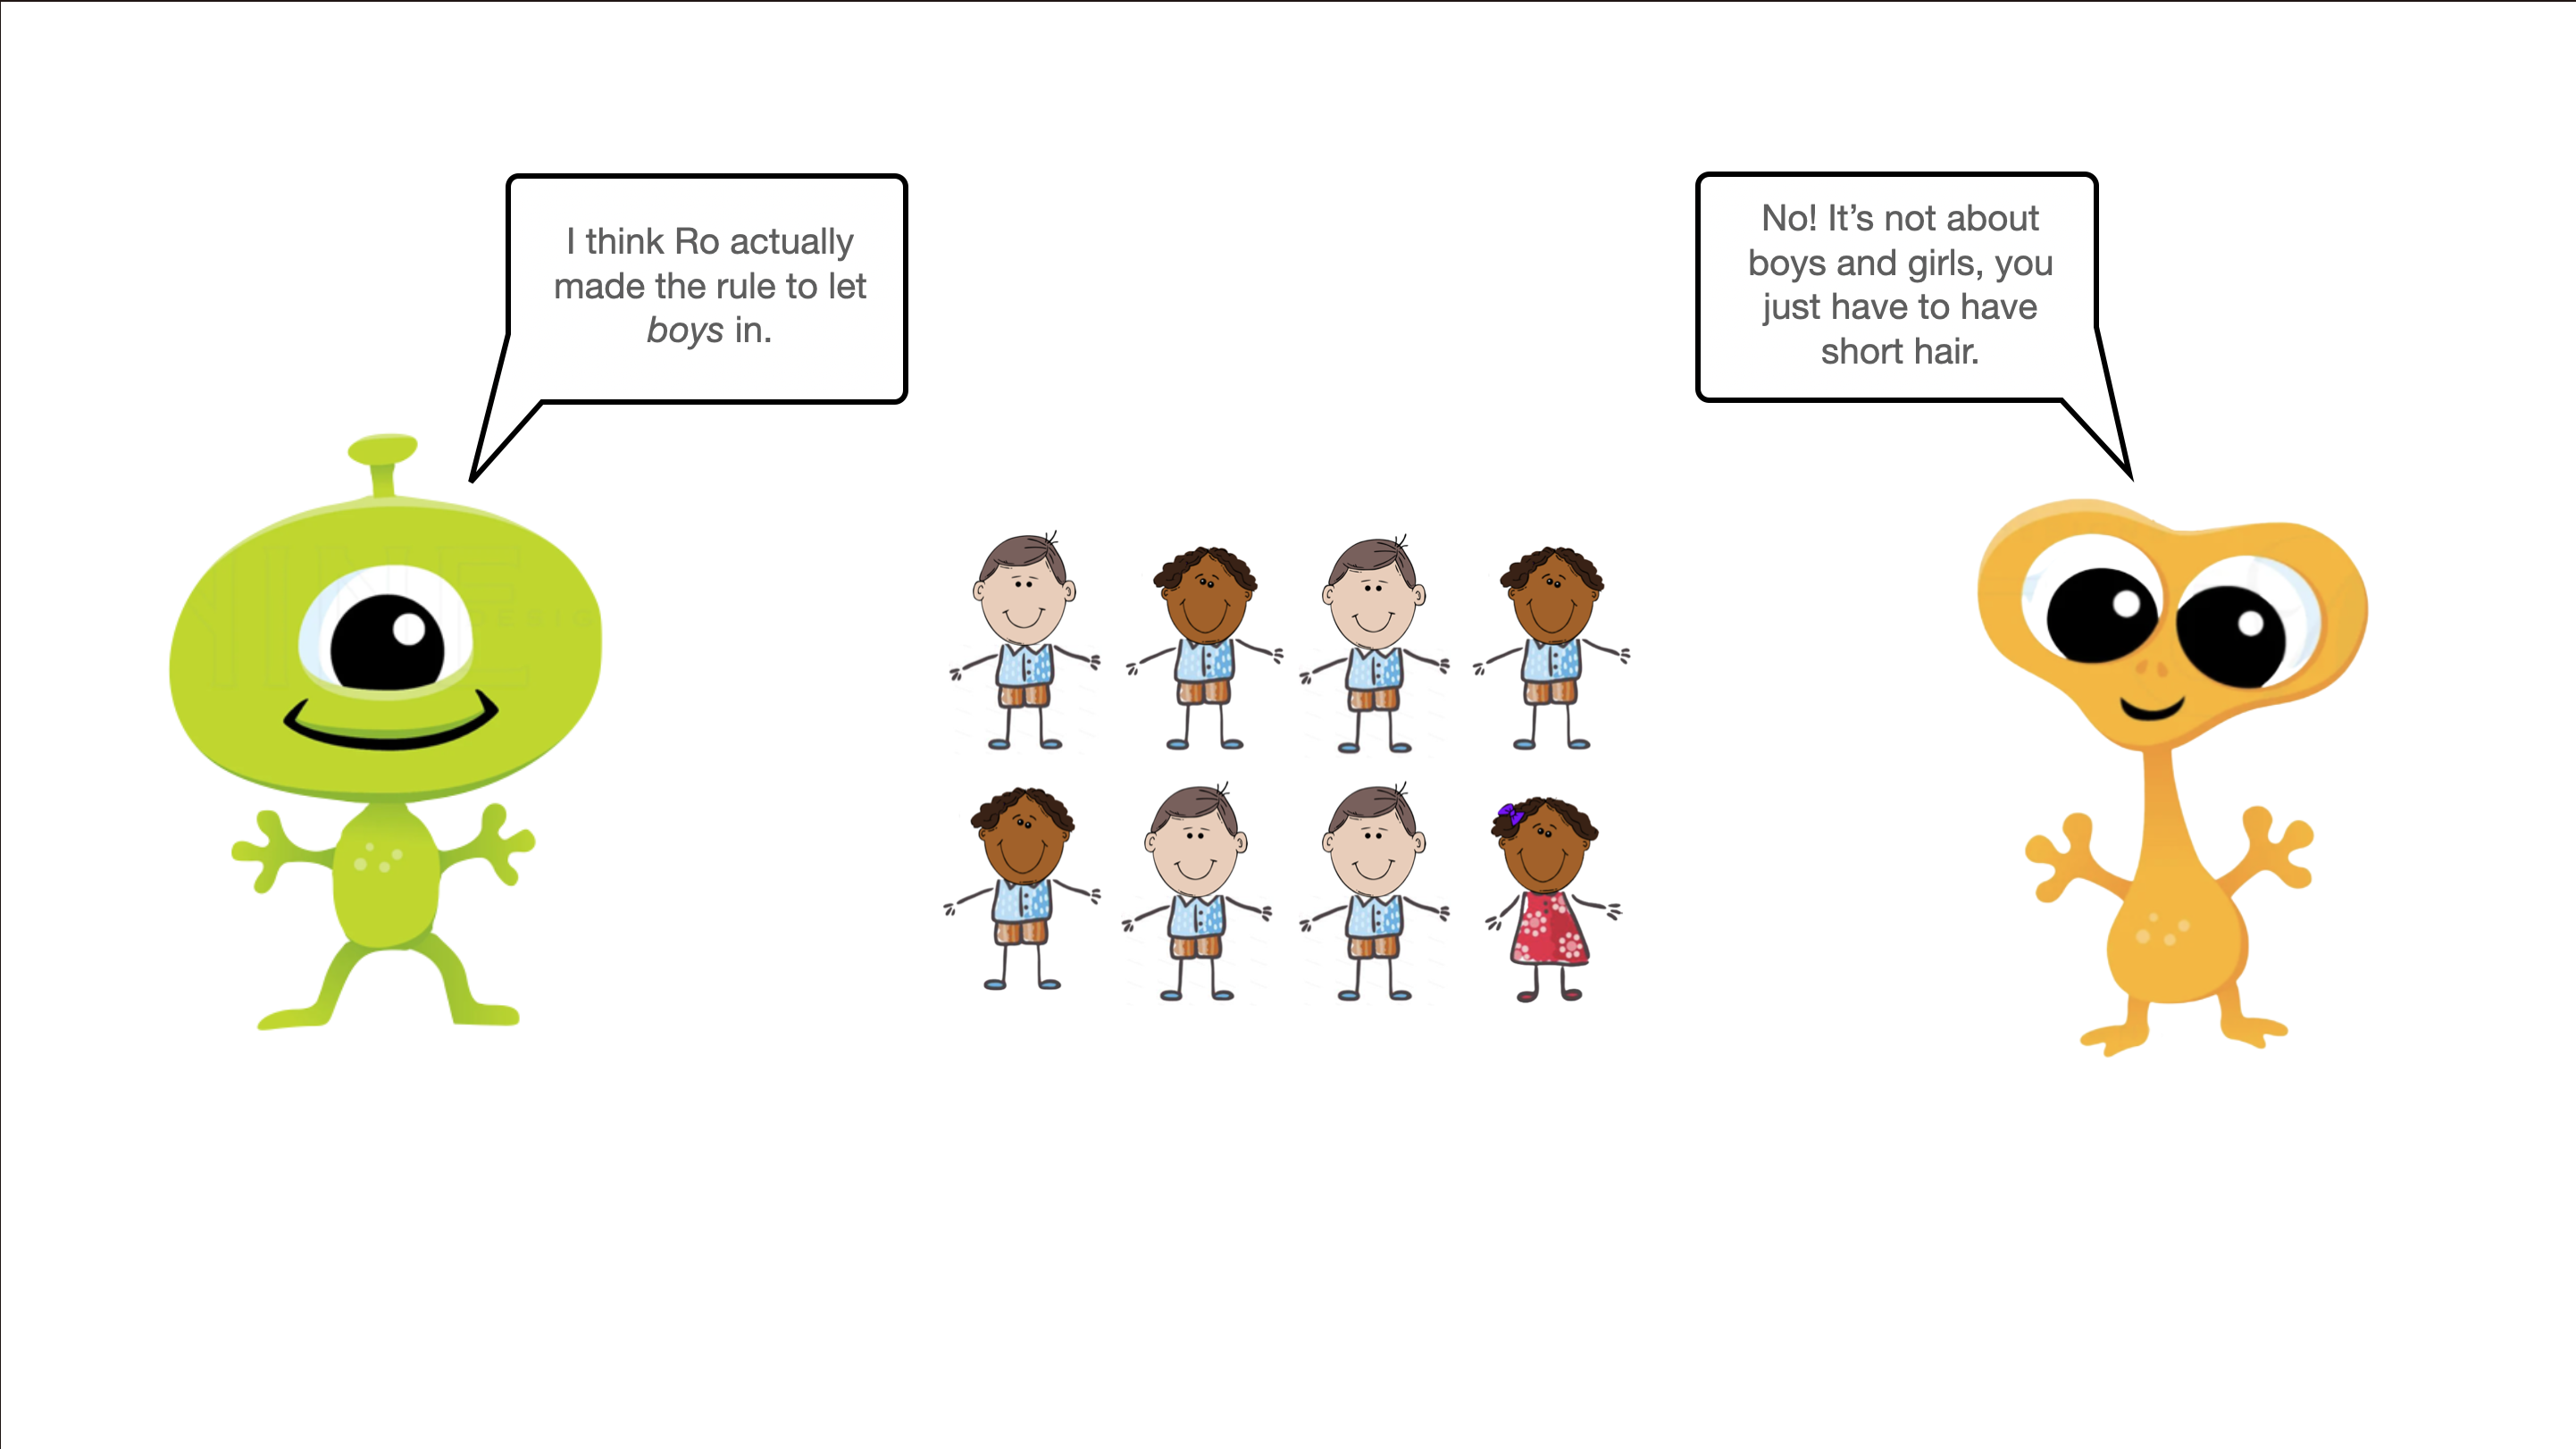 I think Ro actually
made the rule to let
boys in.
No! It’s not about
boys and girls, you
just have to have
short hair.